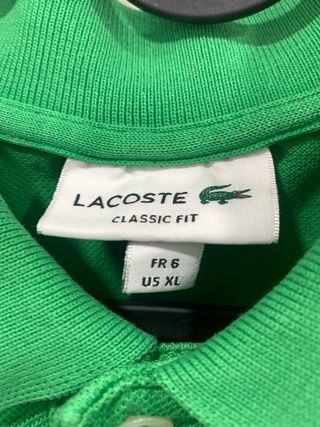 LACOSTE
CLASSIC FIT
FR 6
US XL